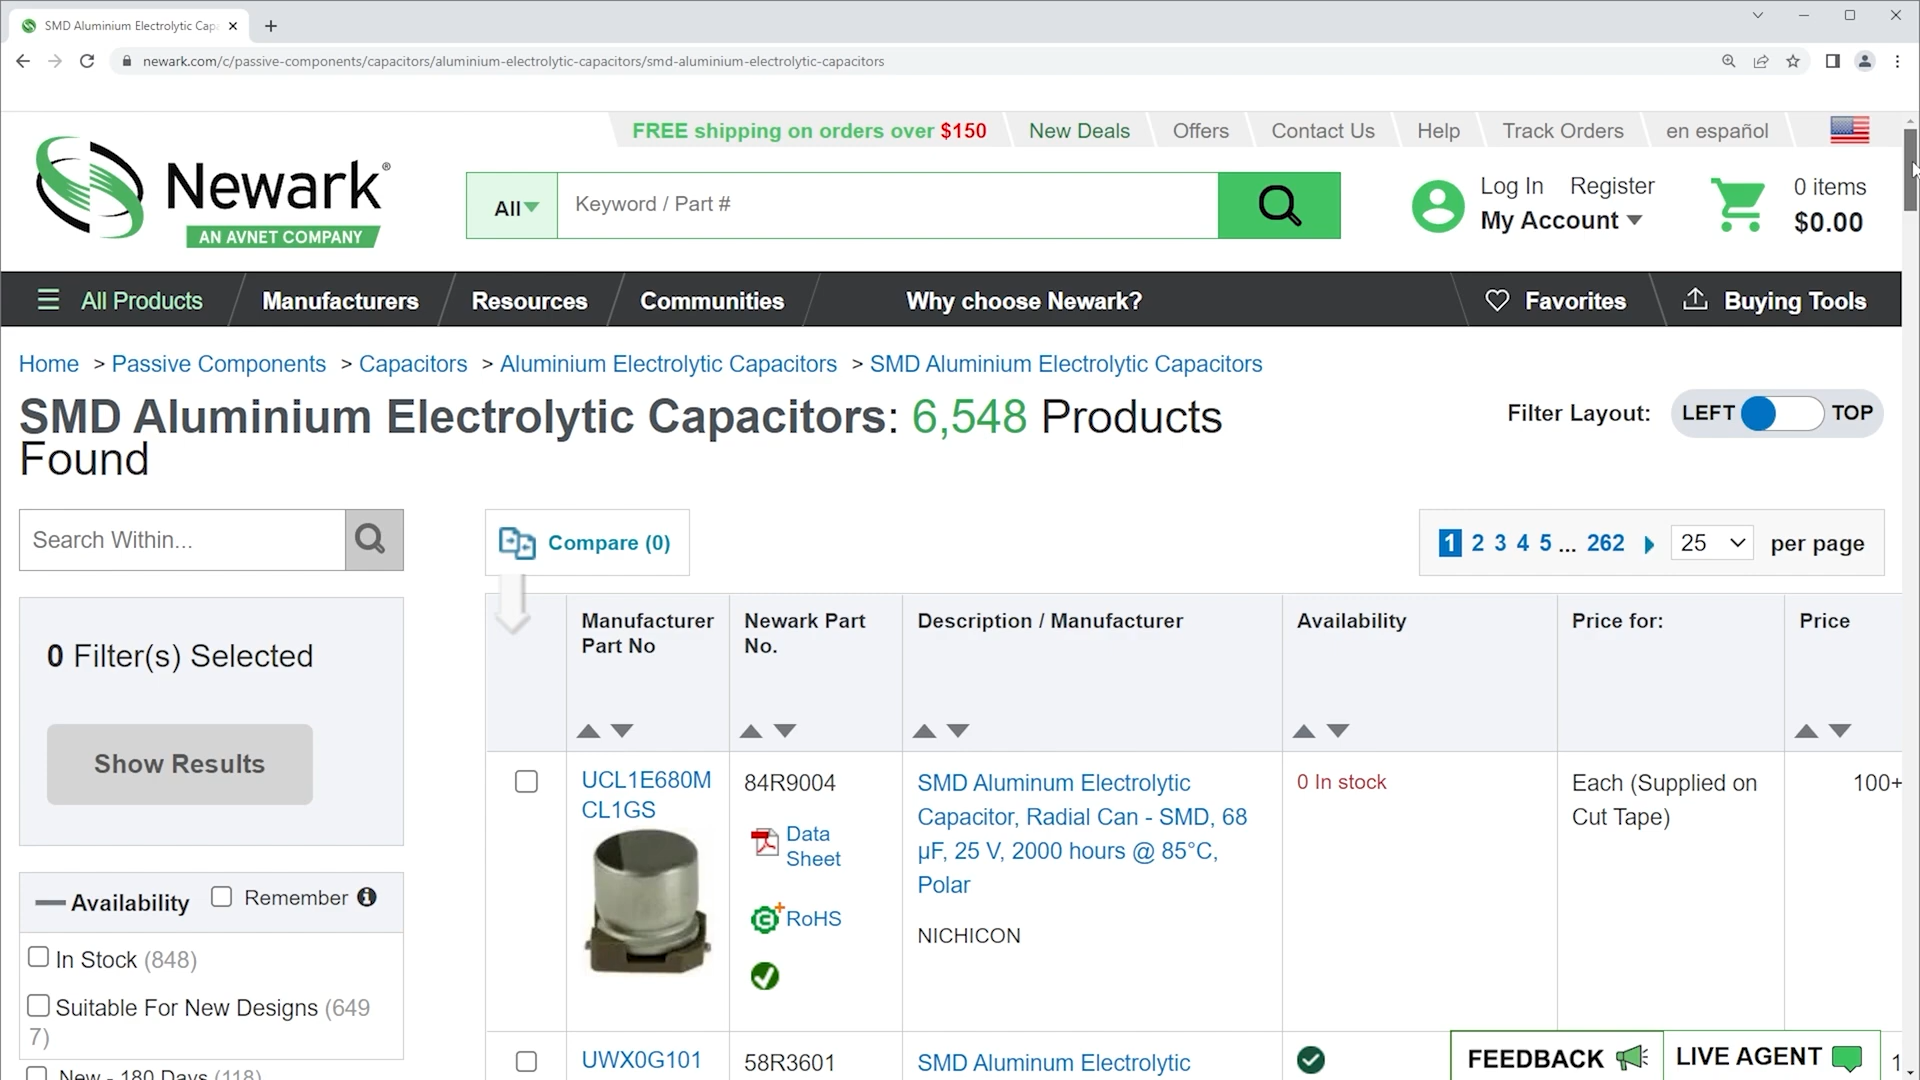 SMD Aluminium Electrolytic Cap
newark.com/c/passive-components/capacitors/aluminium-electrolytic-capacitors/smd-aluminium-electrolytic-capacitors
FREE shipping on orders over $150
New Deals
Offers
Contact Us
Help
Track Orders
en español
Newark®
AN AVNET COMPANY
All
Keyword / Part #
Log In Register
My Account
0 items
$0.00
All Products
Manufacturers
Resources
Communities
Why choose Newark?
Favorites
Buying Tools
Home > Passive Components > Capacitors > Aluminium Electrolytic Capacitors > SMD Aluminium Electrolytic Capacitors
SMD Aluminium Electrolytic Capacitors: 6,548 Products
Found
Filter Layout: LEFT TOP
Search Within...
Compare (0)
1 2 3 4 5 ... 262
25
per page
0 Filter(s) Selected
Show Results
Availability
Remember
In Stock (848)
Suitable For New Designs (649
7)
New - 180 Days (118)
Manufacturer
Part No
Newark Part
No.
Description / Manufacturer
Availability
Price for:
Price
UCL1E680M
CL1GS
84R9004
Data
Sheet
RoHS
SMD Aluminum Electrolytic
Capacitor, Radial Can - SMD, 68
µF, 25 V, 2000 hours @ 85°C,
Polar
NICHICON
0 In stock
Each (Supplied on
Cut Tape)
100+
UWX0G101
58R3601
SMD Aluminum Electrolytic
1
FEEDBACK
LIVE AGENT